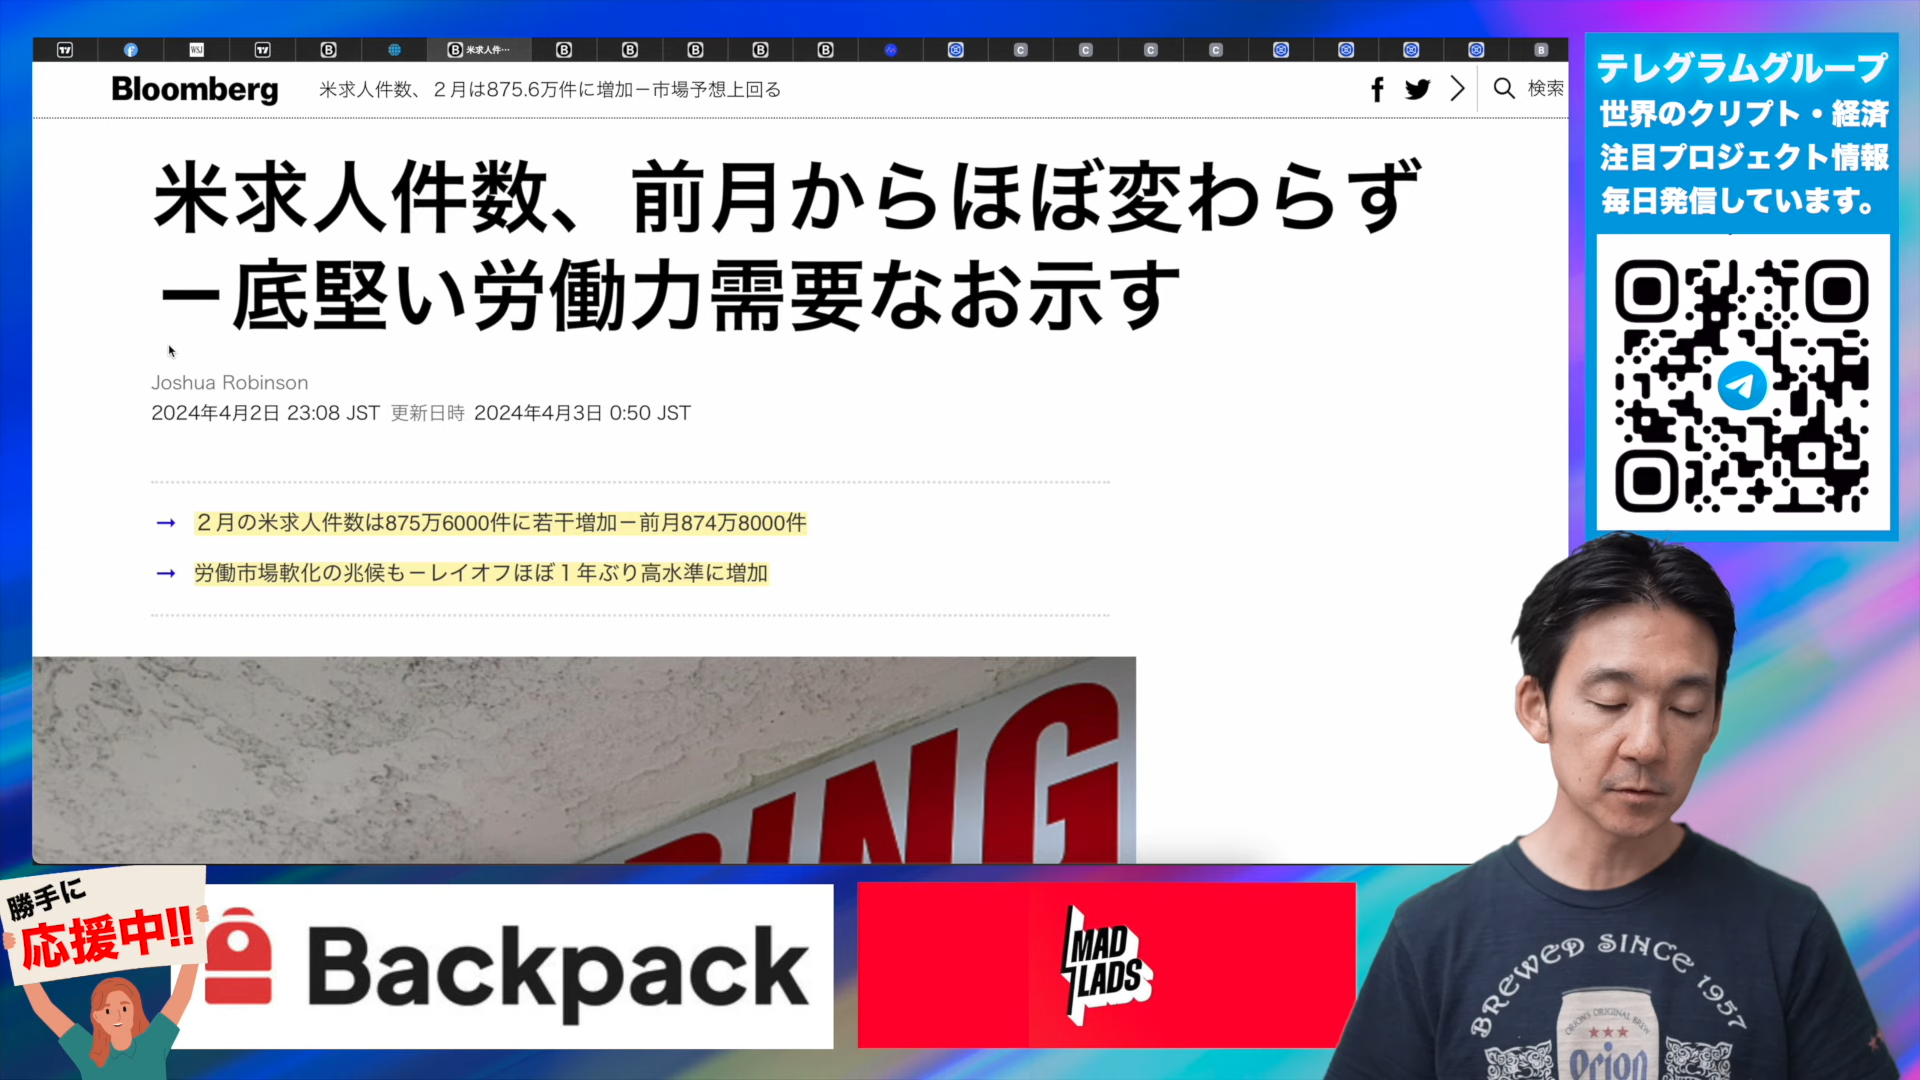 米求人件…
Bloomberg
米求人件数、２月は875.6万件に増加－市場予想上回る
検索
米求人件数、前月からほぼ変わらず
－底堅い労働力需要なお示す
Joshua Robinson
2024年4月2日 23:08 JST 更新日時 2024年4月3日 0:50 JST
→ ２月の米求人件数は875万6000件に若干増加－前月874万8000件
→ 労働市場軟化の兆候も－レイオフほぼ１年ぶり高水準に増加
テレグラムグループ
世界のクリプト・経済
注目プロジェクト情報
毎日発信しています。
勝手に
応援中!!
Backpack
MAD
LADS
BREWED SINCE 1957
ORION'S ORIGINAL BREW
orion